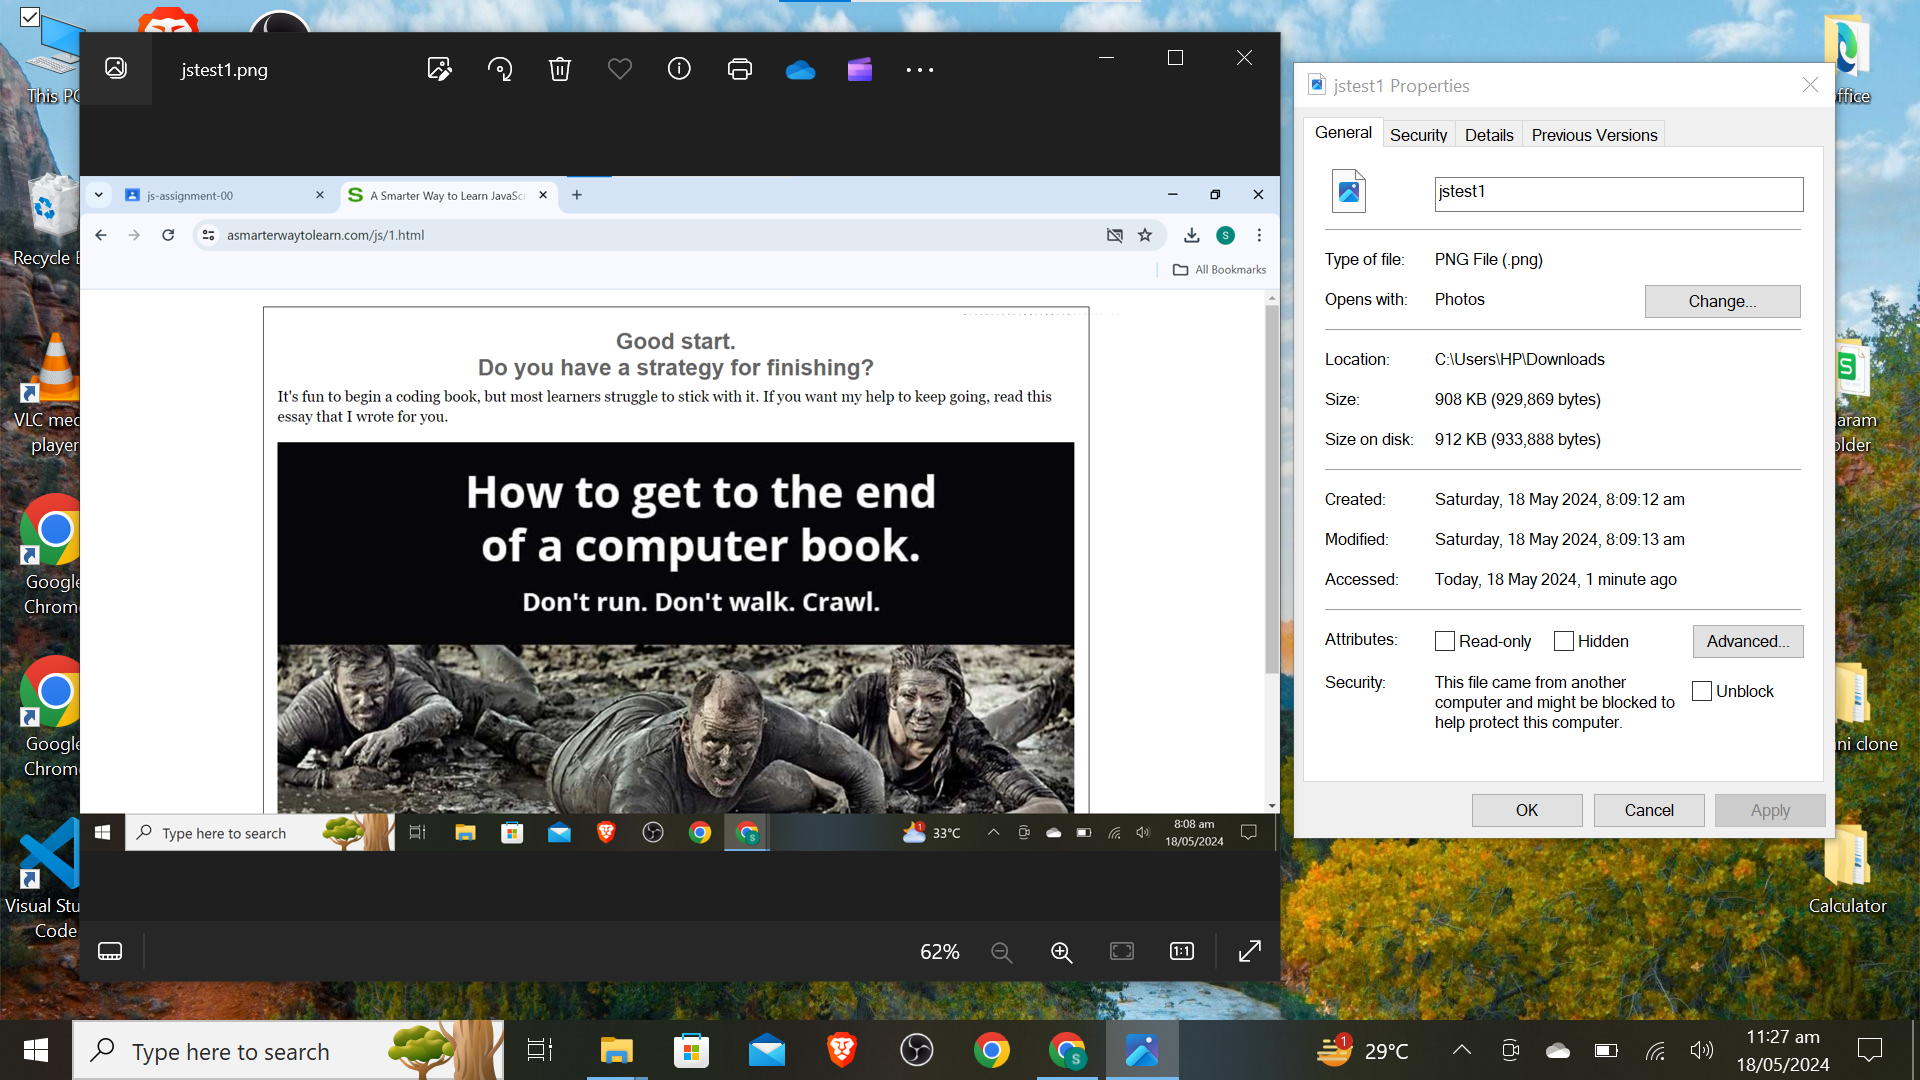 This PC
Recycle B
VLC med
player
Google
Chrome
Google
Chrome
Visual Stu
Code
jstest1.png
js-assignment-00
A Smarter Way to Learn JavaSc
asmarterwaytolearn.com/js/1.html
S
All Bookmarks
Good start.
Do you have a strategy for finishing?
It's fun to begin a coding book, but most learners struggle to stick with it. If you want my help to keep going, read this
essay that I wrote for you.
How to get to the end
of a computer book.
Don't run. Don't walk. Crawl.
Type here to search
1
33°C
8:08 am
18/05/2024
62%
1:1
jstest1 Properties
General
Security
Details
Previous Versions
jstest1
Type of file:
PNG File (.png)
Opens with:
Photos
Change...
Location:
C:\Users\HP\Downloads
Size:
908 KB (929,869 bytes)
Size on disk:
912 KB (933,888 bytes)
Created:
Saturday, 18 May 2024, 8:09:12 am
Modified:
Saturday, 18 May 2024, 8:09:13 am
Accessed:
Today, 18 May 2024, 1 minute ago
Attributes:
Read-only
Hidden
Advanced...
Security:
This file came from another
computer and might be blocked to
help protect this computer.
Unblock
OK
Cancel
Apply
ffice
aram
older
ni clone
Calculator
Type here to search
S
1
29°C
11:27 am
18/05/2024